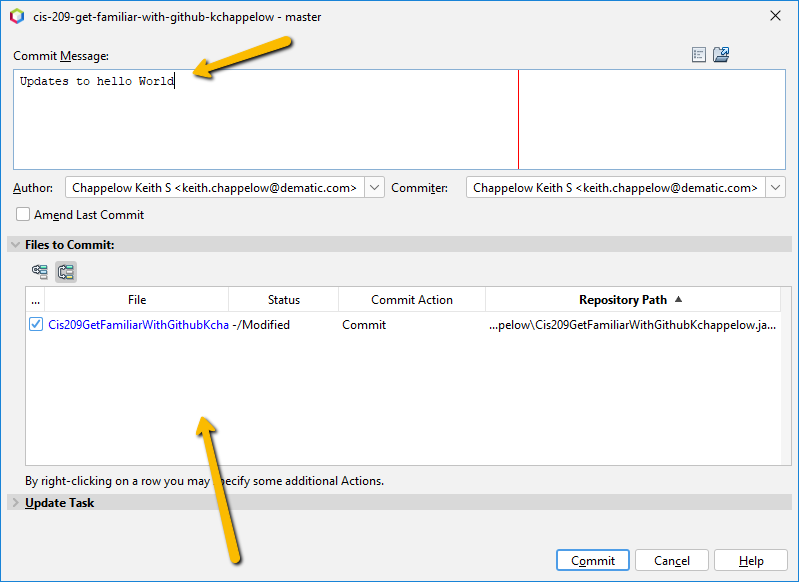 cis-209-get-familiar-with-github-kchappelow - master
Commit Message:
Updates to hello World
Author: Chappelow Keith S <keith.chappelow@dematic.com> Commiter: Chappelow Keith S <keith.chappelow@dematic.com>
Amend Last Commit
Files to Commit:
... File Status Commit Action Repository Path
Cis209GetFamiliarWithGithubKcha -/Modified Commit ...pelow\Cis209GetFamiliarWithGithubKchappelow.ja...
By right-clicking on a row you may specify some additional Actions.
Update Task
Commit Cancel Help